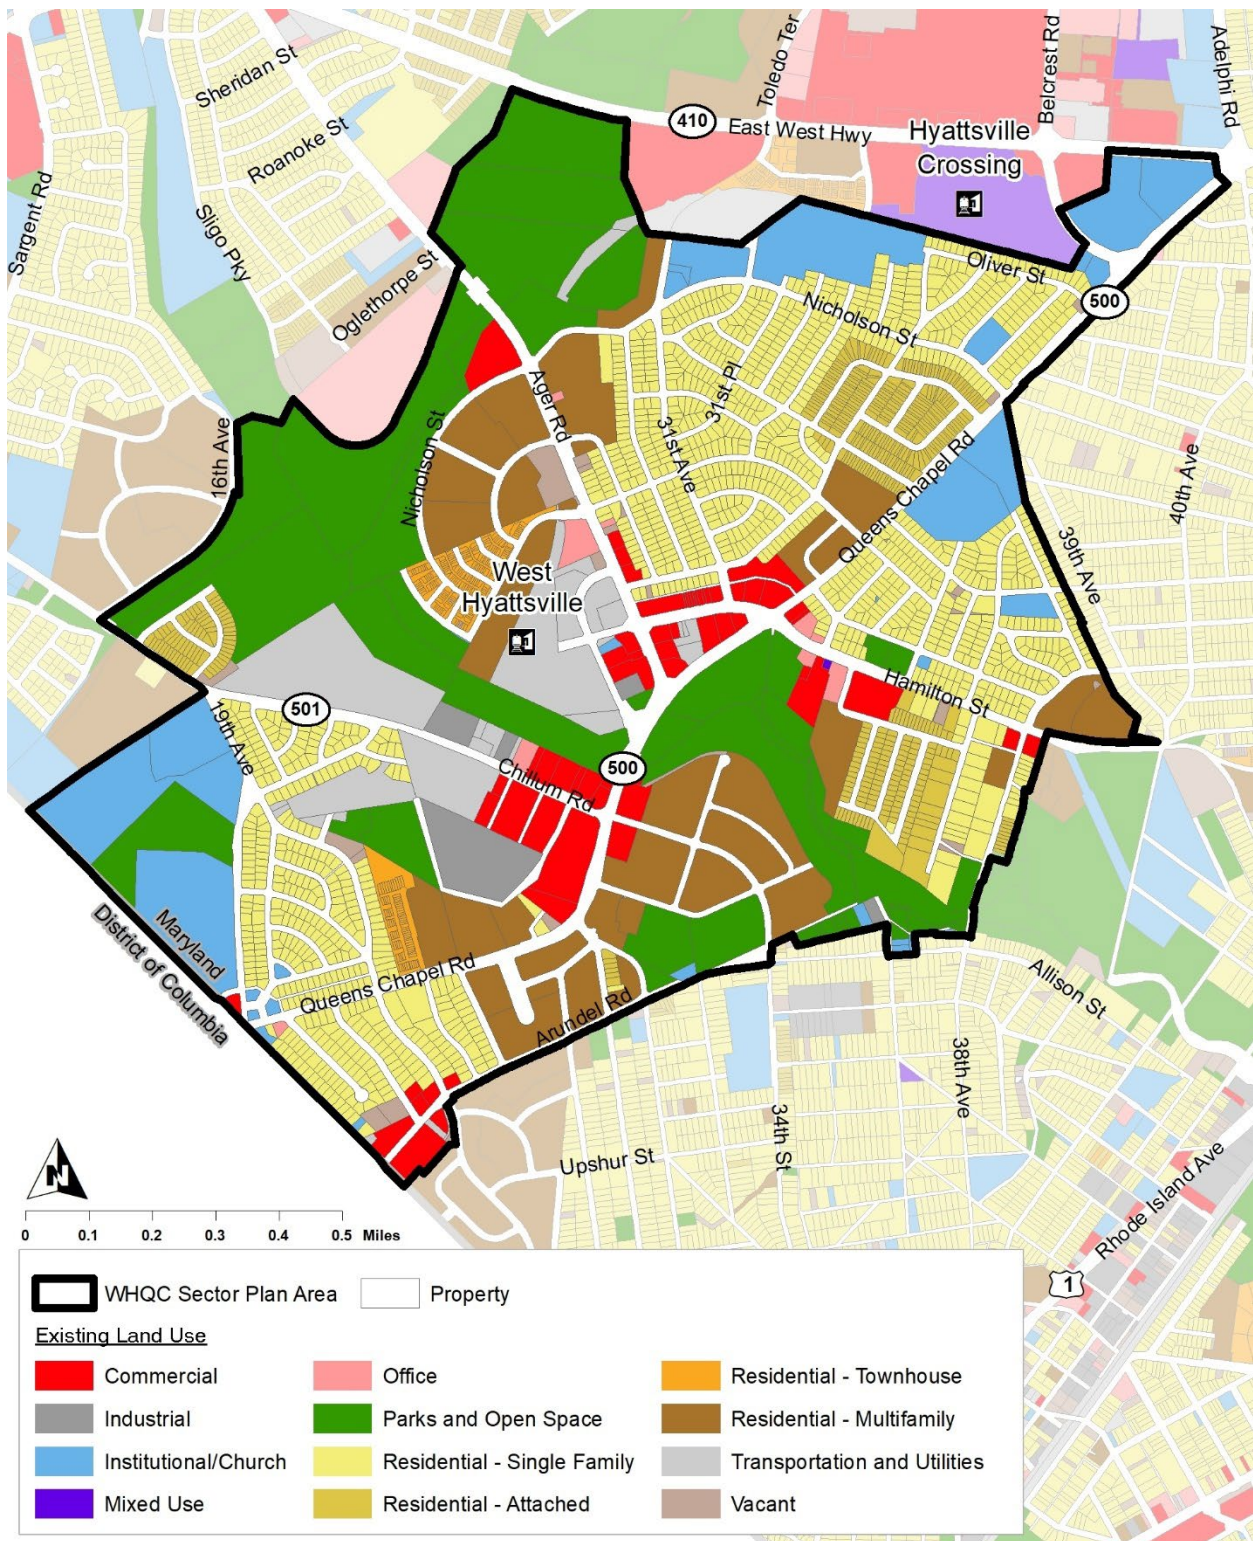 Sheridan St
Toledo Ter
Belcrest Rd
Adelphi Rd
410
East West Hwy
Hyattsville
Crossing
Roanoke St
Sargent Rd
Sligo Pky
Oglethorpe St
Oliver St
Nicholson St
500
Ager Rd
31st Pl
31st Ave
16th Ave
Nicholson St
Queens Chapel Rd
40th Ave
39th Ave
West
Hyattsville
Hamilton St
501
19th Ave
500
Chillum Rd
Maryland
District of Columbia
Queens Chapel Rd
Arundel Rd
Allison St
38th Ave
34th St
Upshur St
Rhode Island Ave
1
N
0 0.1 0.2 0.3 0.4 0.5 Miles
WHQC Sector Plan Area Property
Existing Land Use
Commercial Office Residential - Townhouse
Industrial Parks and Open Space Residential - Multifamily
Institutional/Church Residential - Single Family Transportation and Utilities
Mixed Use Residential - Attached Vacant